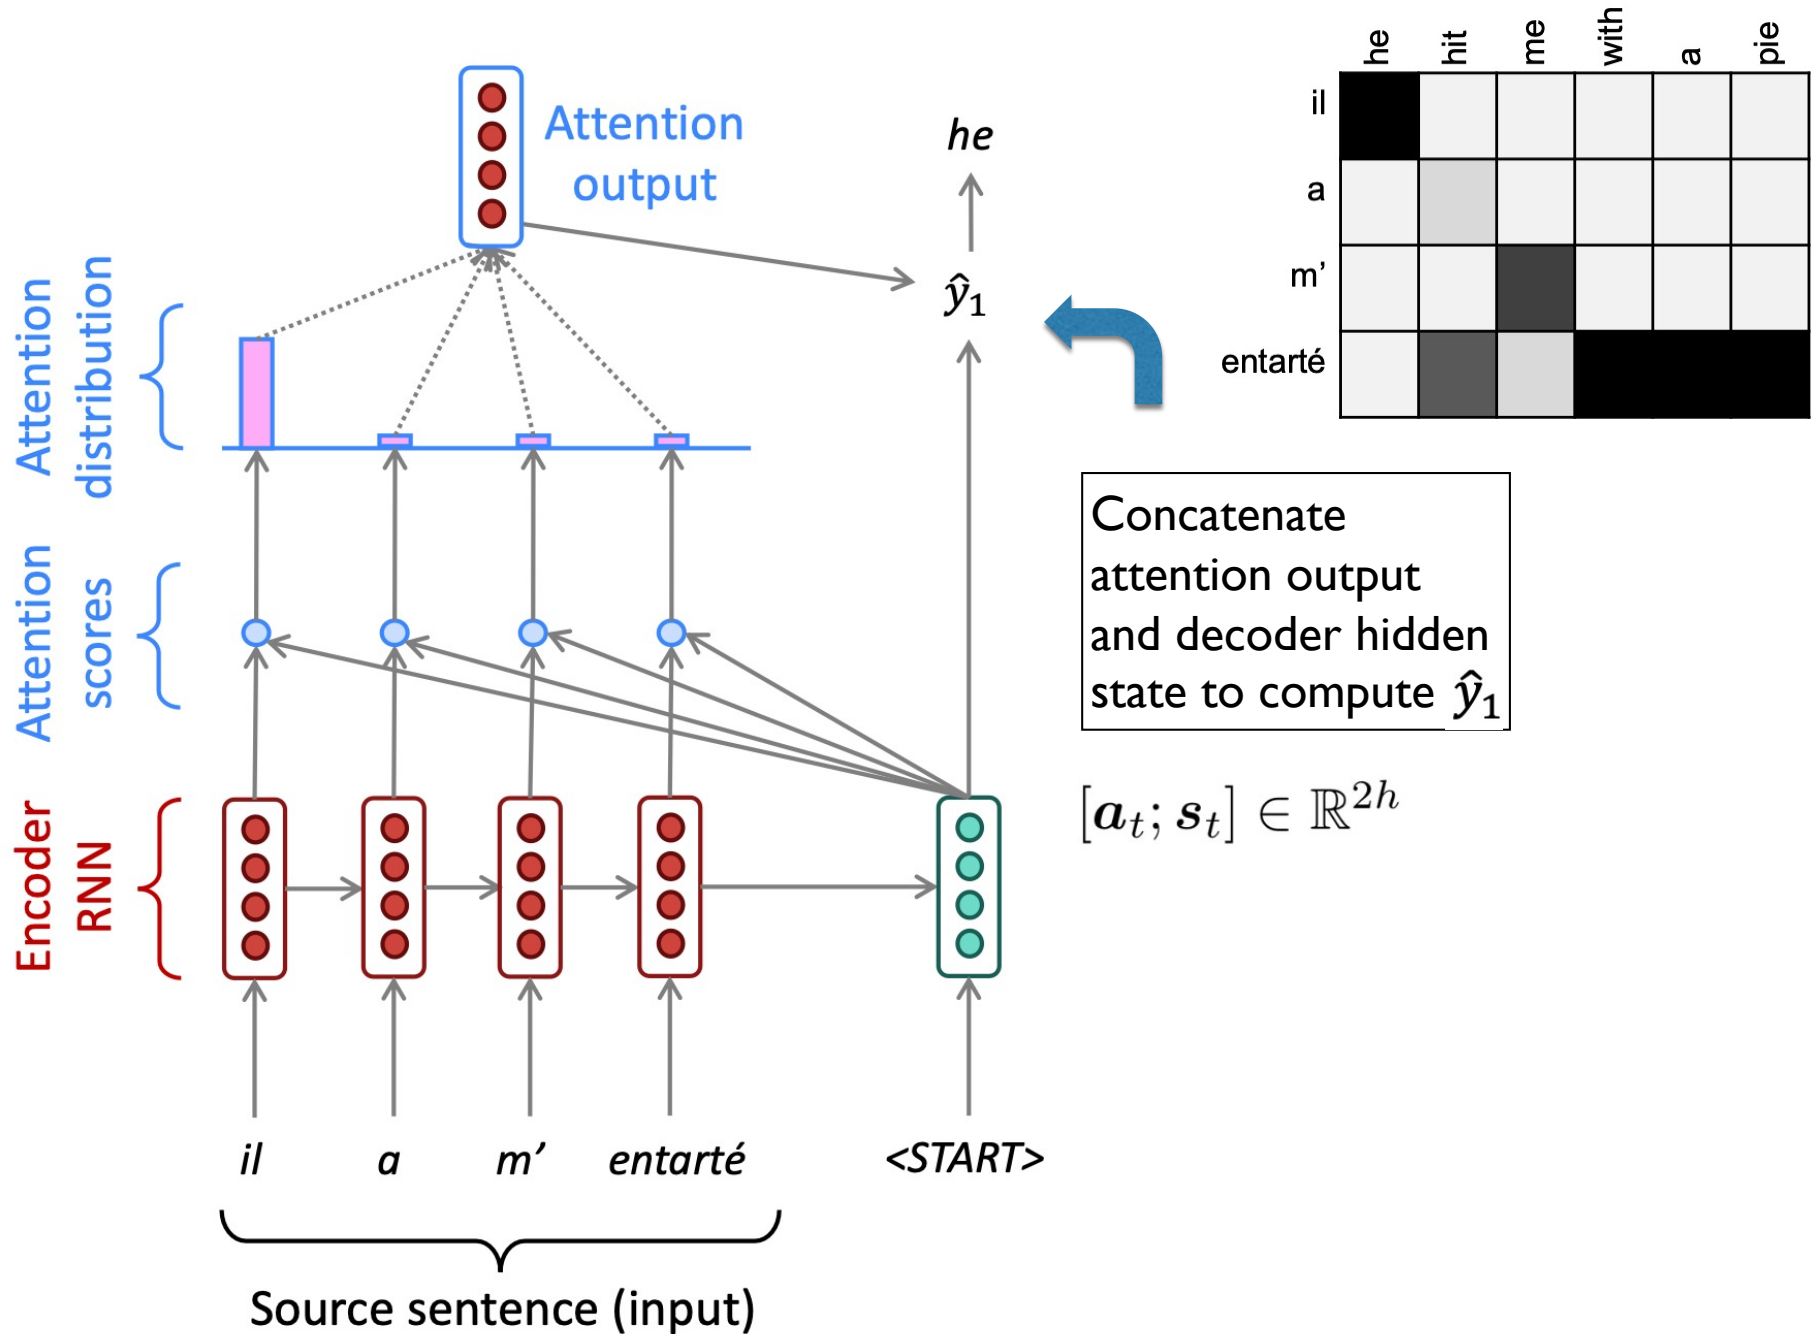 he
hit
me
with
a
pie
il
a
m’
entarté
Attention
output
he
ŷ₁
Attention
distribution
Attention
scores
Encoder
RNN
Concatenate
attention output
and decoder hidden
state to compute ŷ₁
[aₜ; sₜ] ∈ ℝ²ʰ
il a m’ entarté <START>
Source sentence (input)